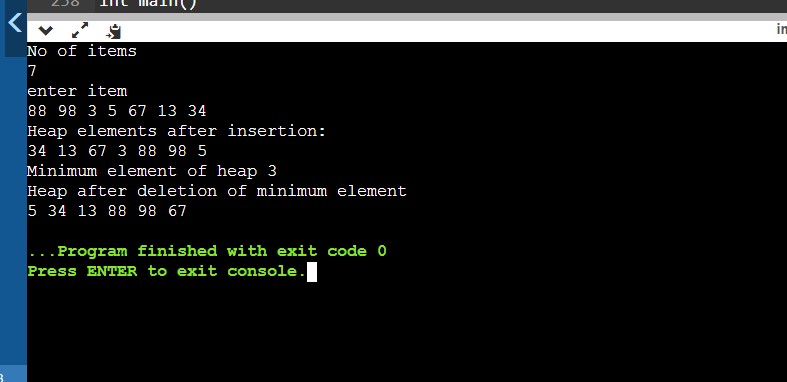 258 int main()
in
No of items
7
enter item
88 98 3 5 67 13 34
Heap elements after insertion:
34 13 67 3 88 98 5
Minimum element of heap 3
Heap after deletion of minimum element
5 34 13 88 98 67
...Program finished with exit code 0
Press ENTER to exit console.